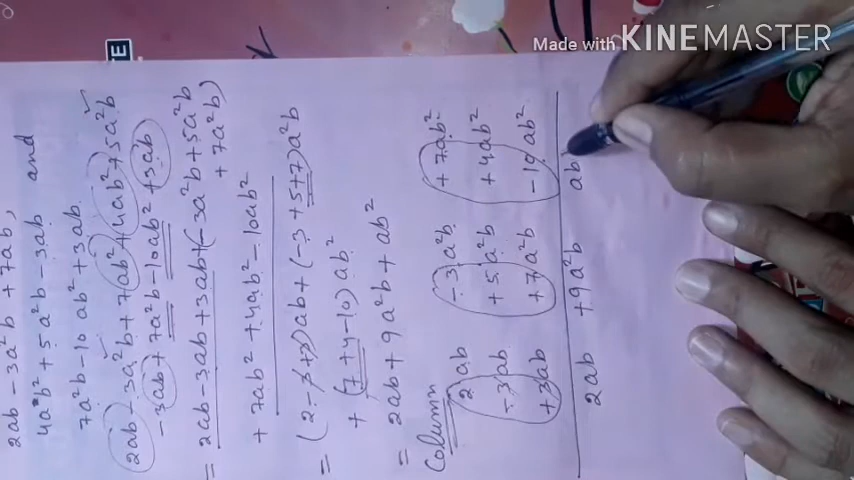 Made with KINEMASTER
TE
2ab - 3a²b + 7ab²,
4ab² + 5a²b - 3ab and
7a²b - 10ab² + 3ab.
2ab - 3a²b + 7ab² + 4ab² + 5a²b
- 3ab + 7a²b - 10ab² + 3ab
= 2ab - 3ab + 3ab + (- 3a²b + 5a²b
+ 7a²b)
+ 7ab² + 4ab² - 10ab²
= (2 - 3 + 3) ab + (- 3 + 5 + 7) a²b
+ (7 + 4 - 10) ab²
= 2ab + 9a²b + ab²
Column
2ab - 3a²b + 7ab²
- 3ab + 5a²b + 4ab²
+ 3ab + 7a²b - 10ab²
2ab + 9a²b ab